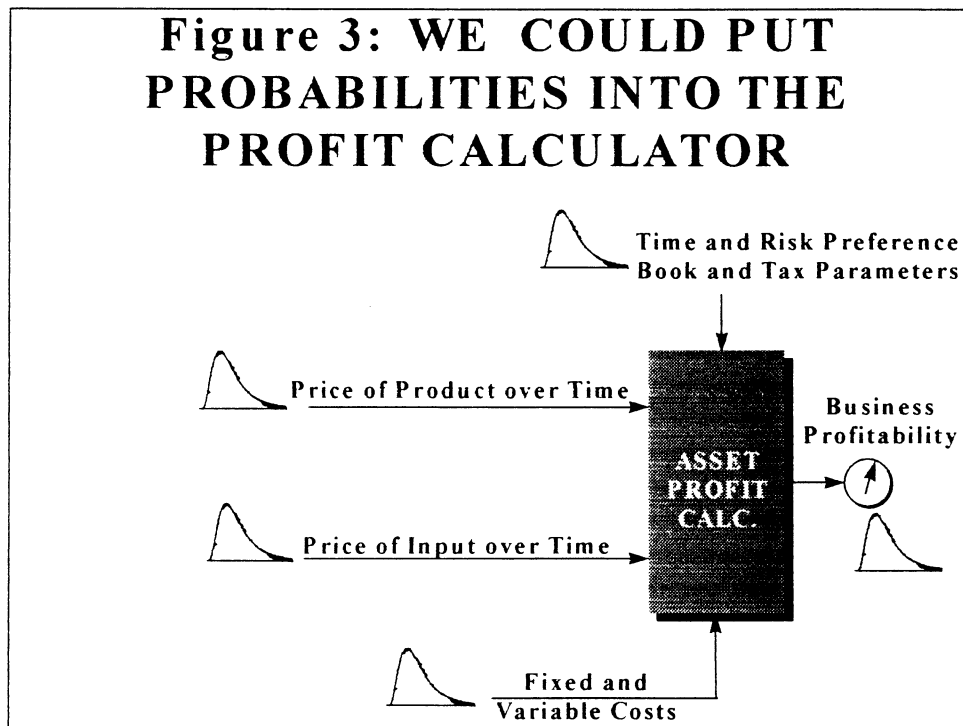 Figure 3: WE COULD PUT
PROBABILITIES INTO THE
PROFIT CALCULATOR
Time and Risk Preference
Book and Tax Parameters
Price of Product over Time
Business
Profitability
ASSET
PROFIT
CALC.
Price of Input over Time
Fixed and
Variable Costs